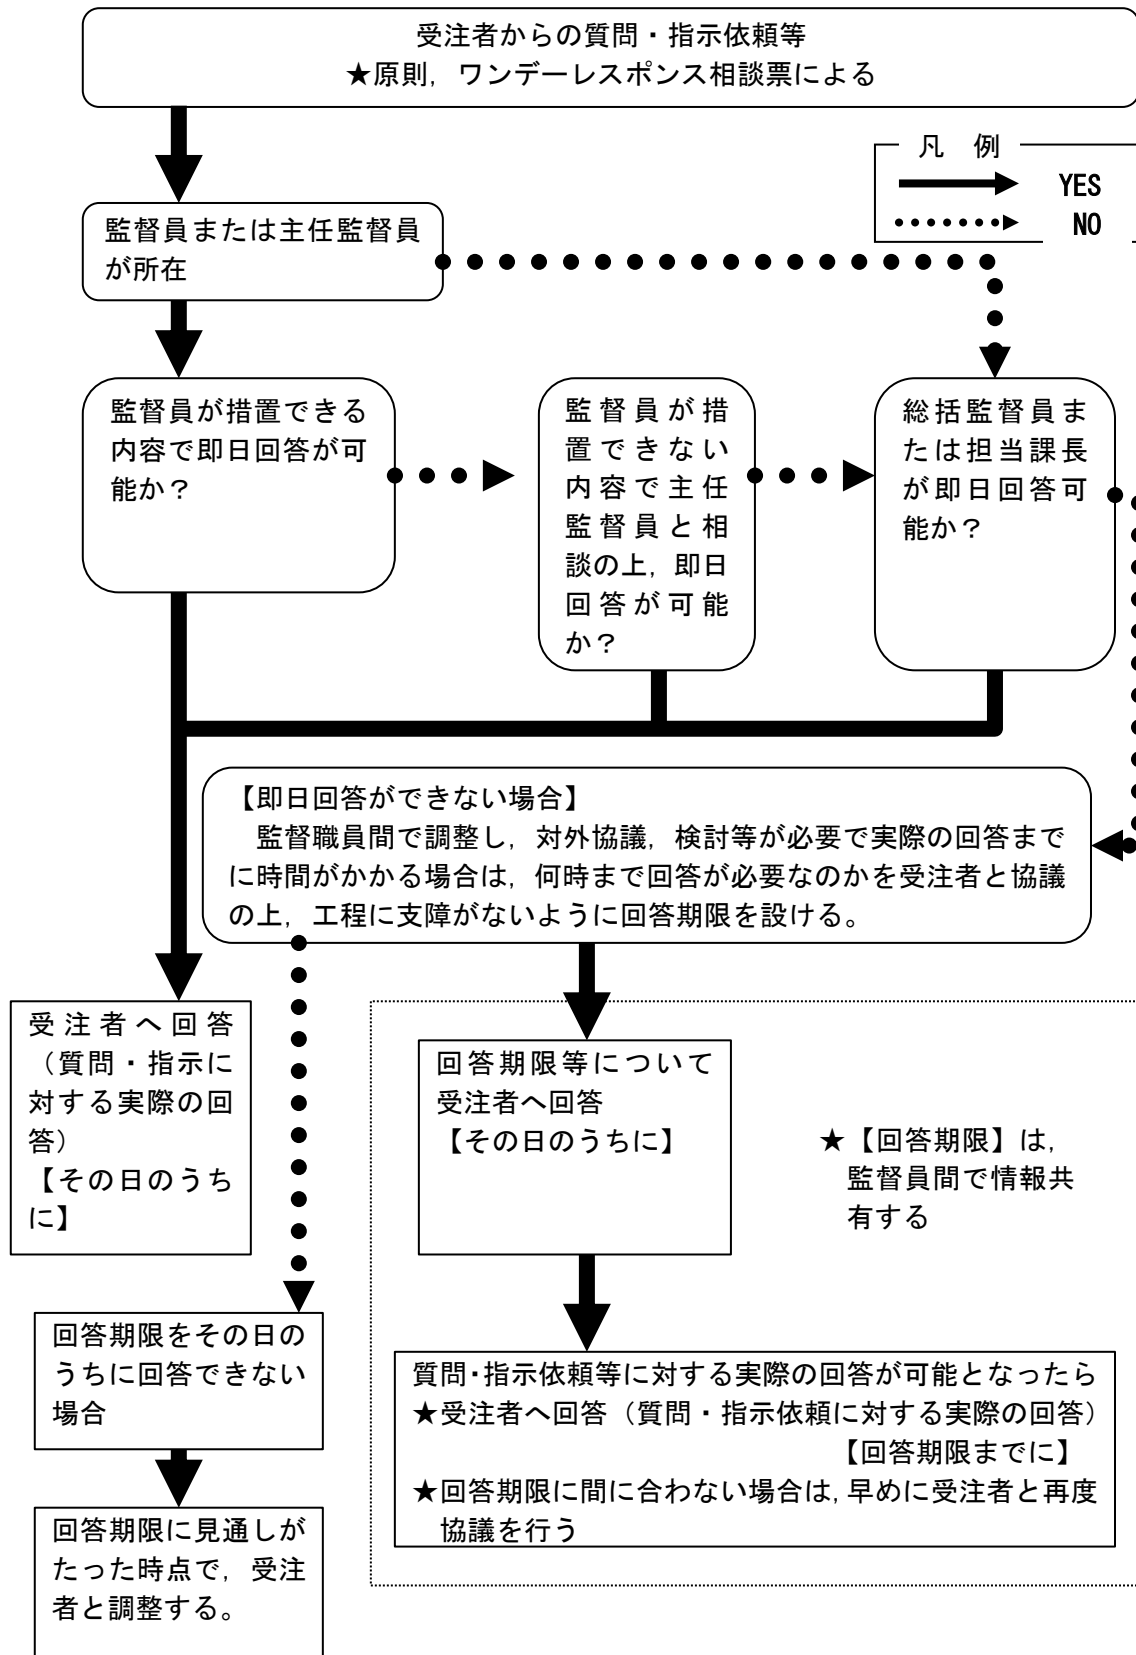 受注者からの質問・指示依頼等
★原則，ワンデーレスポンス相談票による
凡　例
YES
NO
監督員または主任監督員
が所在
監督員が措置できる
内容で即日回答が可
能か？
監督員が措
置できない
内容で主任
監督員と相
談の上，即日
回答が可能
か？
総括監督員ま
たは担当課長
が即日回答可
能か？
【即日回答ができない場合】
　監督職員間で調整し，対外協議，検討等が必要で実際の回答まで
に時間がかかる場合は，何時まで回答が必要なのかを受注者と協議
の上，工程に支障がないように回答期限を設ける。
受注者へ回答
（質問・指示に
対する実際の回
答）
【その日のうち
に】
回答期限等について
受注者へ回答
【その日のうちに】
★【回答期限】は，
監督員間で情報共
有する
回答期限をその日の
うちに回答できない
場合
質問・指示依頼等に対する実際の回答が可能となったら
★受注者へ回答（質問・指示依頼に対する実際の回答）
【回答期限までに】
★回答期限に間に合わない場合は，早めに受注者と再度
協議を行う
回答期限に見通しが
たった時点で，受注
者と調整する。